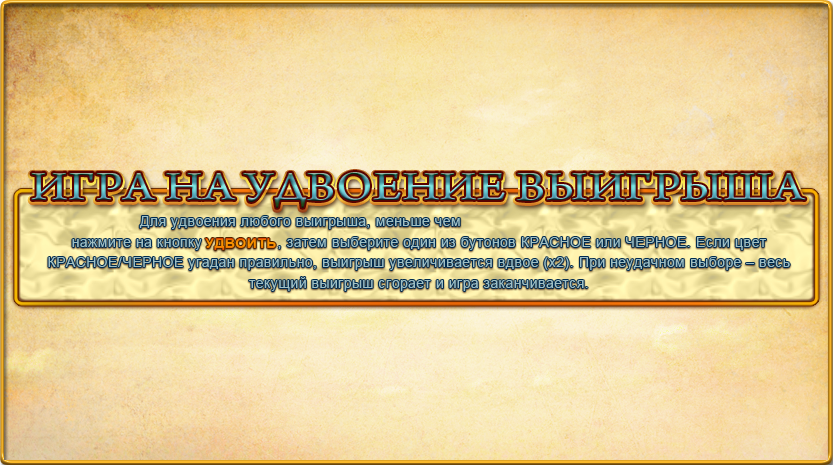 ИГРА НА УДВОЕНИЕ ВЫИГРЫША
Для удвоения любого выигрыша, меньше чем
нажмите на кнопку УДВОИТЬ, затем выберите один из бутонов КРАСНОЕ или ЧЕРНОЕ. Если цвет
КРАСНОЕ/ЧЕРНОЕ угадан правильно, выигрыш увеличивается вдвое (x2). При неудачном выборе – весь
текущий выигрыш сгорает и игра заканчивается.